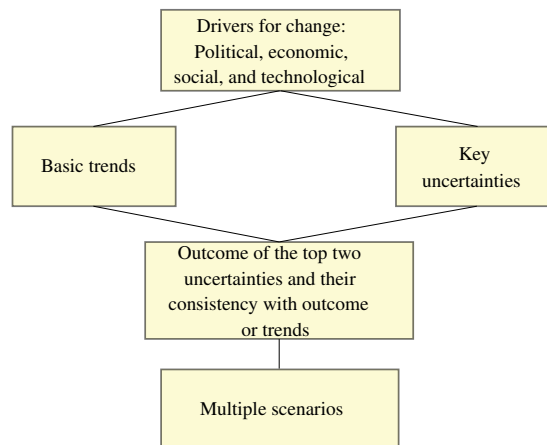 Drivers for change:
Political, economic,
social, and technological
Basic trends
Key
uncertainties
Outcome of the top two
uncertainties and their
consistency with outcome
or trends
Multiple scenarios